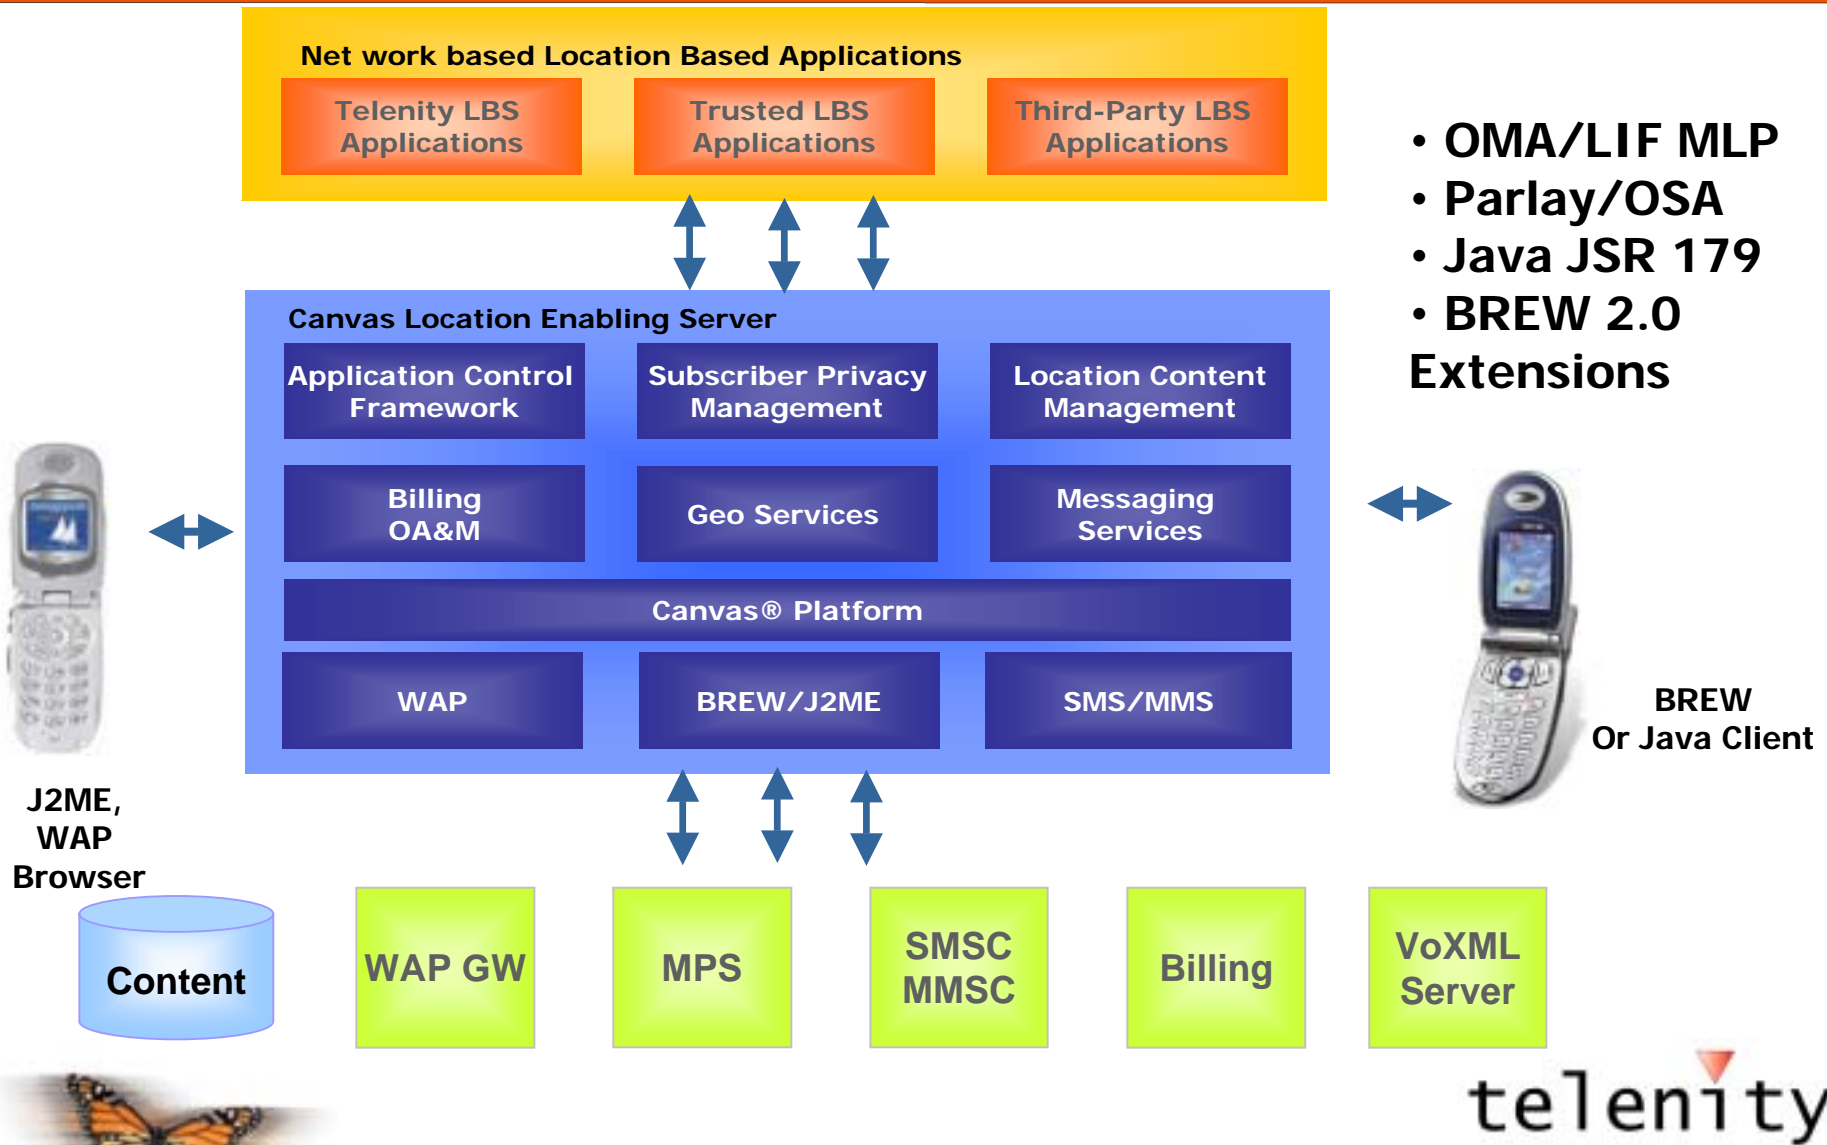 Net work based Location Based Applications
Telenity LBS
Applications
Trusted LBS
Applications
Third-Party LBS
Applications
• OMA/LIF MLP
• Parlay/OSA
• Java JSR 179
• BREW 2.0
Extensions
Canvas Location Enabling Server
Application Control
Framework
Subscriber Privacy
Management
Location Content
Management
Billing
OA&M
Geo Services
Messaging
Services
Canvas® Platform
WAP
BREW/J2ME
SMS/MMS
J2ME,
WAP
Browser
BREW
Or Java Client
Content
WAP GW
MPS
SMSC
MMSC
Billing
VoXML
Server
telenity